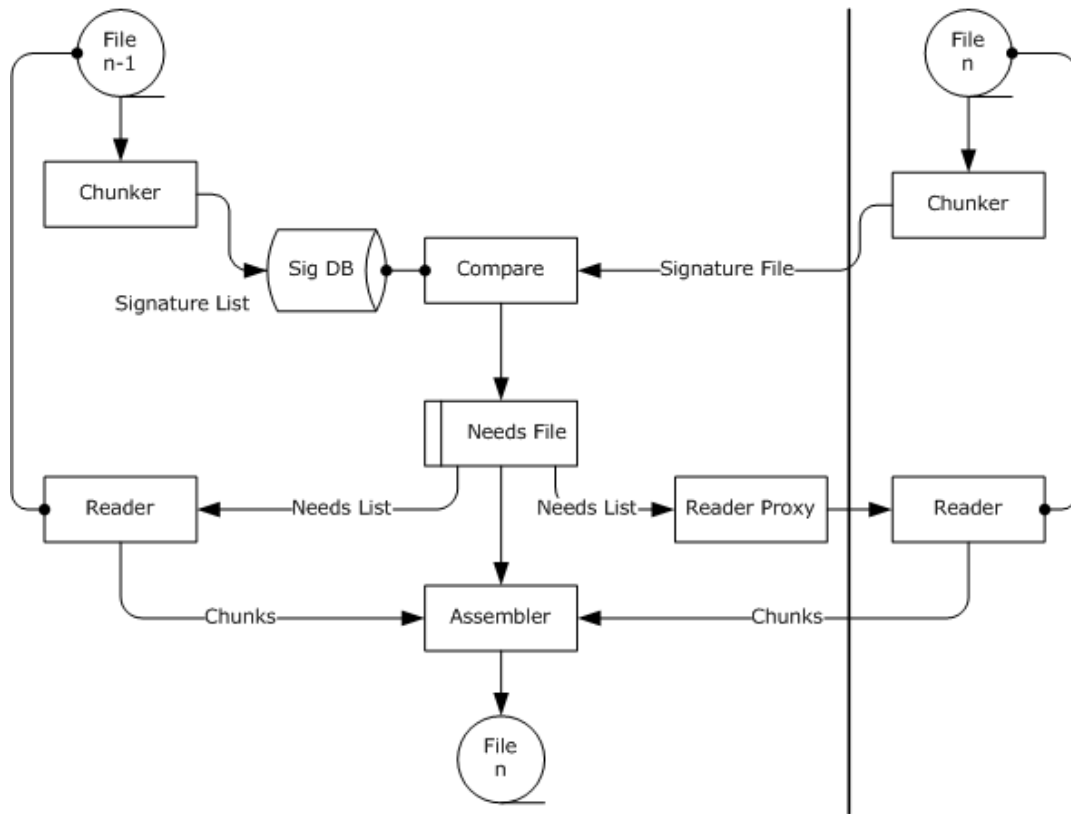 File
n-1
File
n
Chunker
Chunker
Sig DB
Compare
Signature File
Signature List
Needs File
Reader
Needs List
Needs List
Reader Proxy
Reader
Chunks
Assembler
Chunks
File
n